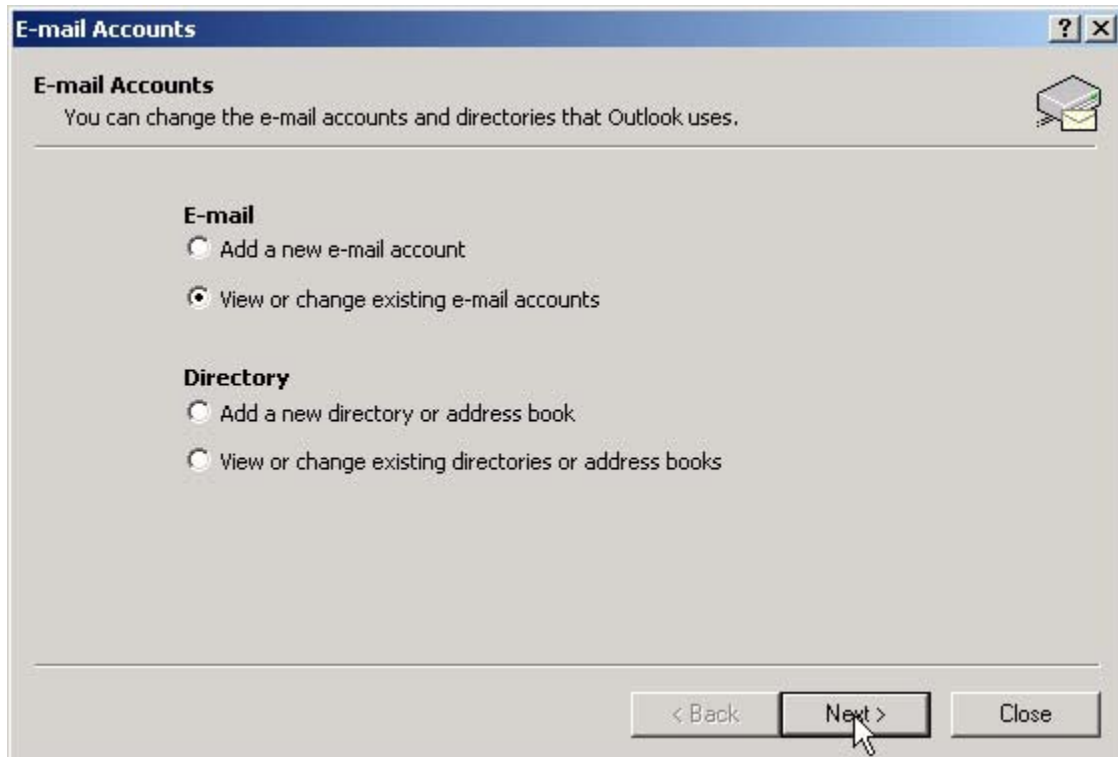 E-mail Accounts
? X
E-mail Accounts
You can change the e-mail accounts and directories that Outlook uses.
E-mail
Add a new e-mail account
View or change existing e-mail accounts
Directory
Add a new directory or address book
View or change existing directories or address books
< Back Next > Close